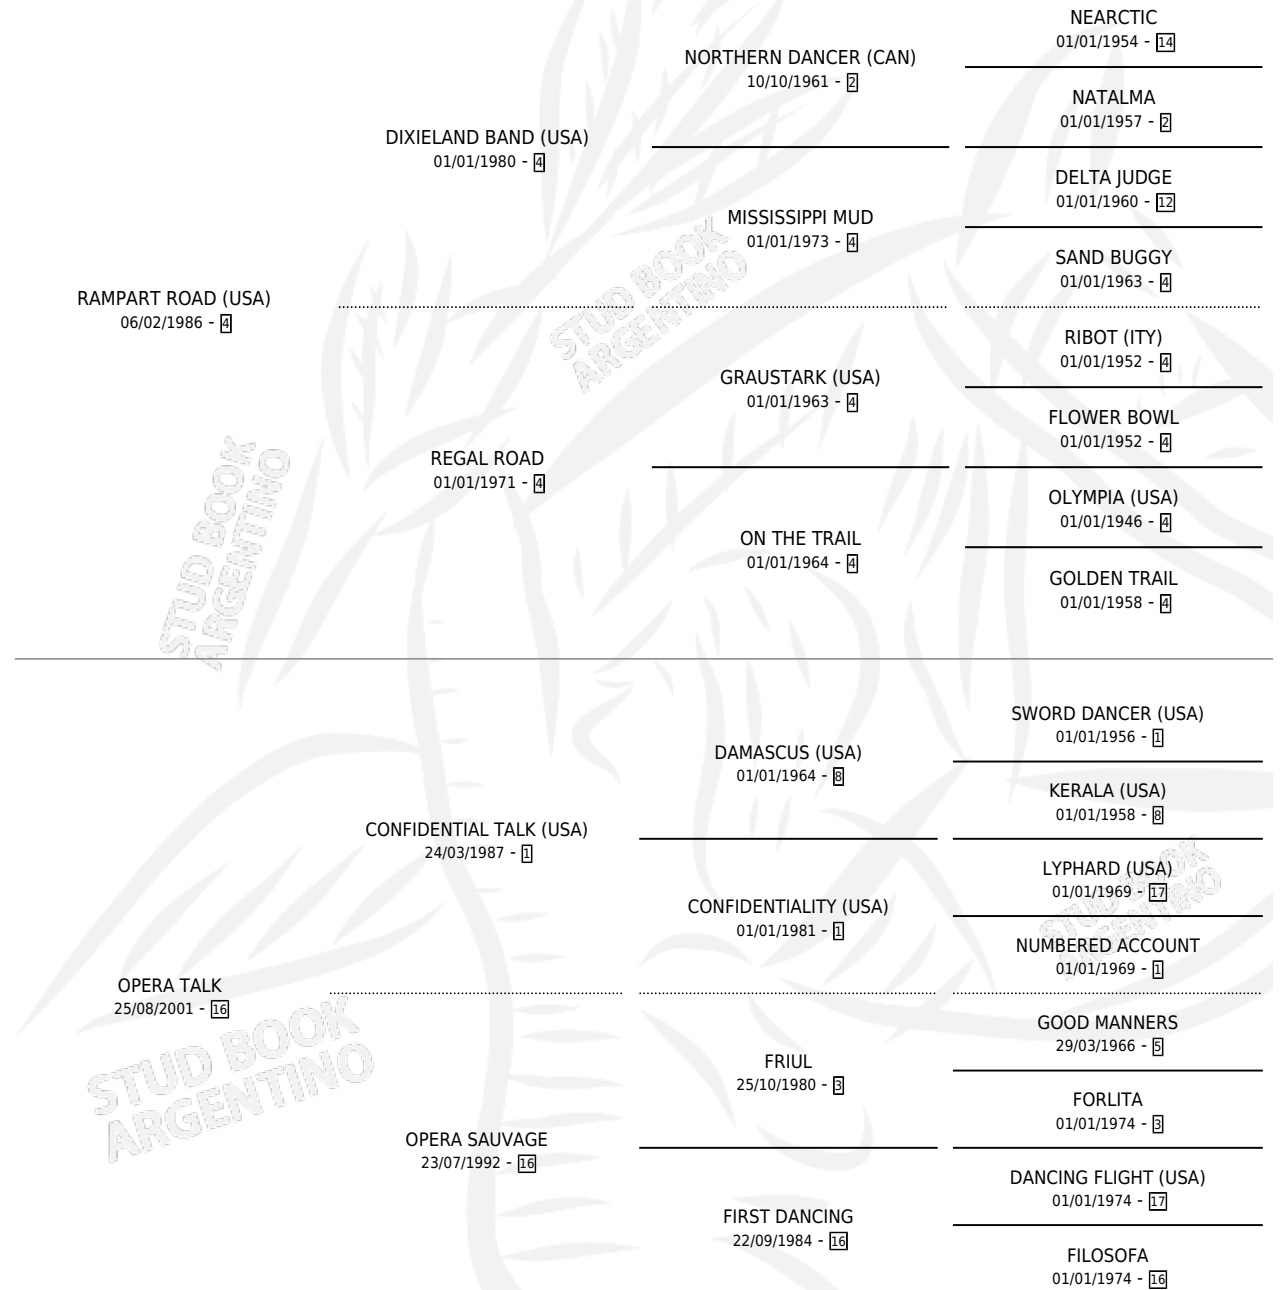 NEARCTIC
01/01/1954 - 14
NORTHERN DANCER (CAN)
10/10/1961 - 2
NATALMA
01/01/1957 - 2
DIXIELAND BAND (USA)
01/01/1980 - 4
DELTA JUDGE
01/01/1960 - 12
MISSISSIPPI MUD
01/01/1973 - 4
SAND BUGGY
01/01/1963 - 4
RAMPART ROAD (USA)
06/02/1986 - 4
STUD BOOK
ARGENTINO
RIBOT (ITY)
01/01/1952 - 4
GRAUSTARK (USA)
01/01/1963 - 4
FLOWER BOWL
01/01/1952 - 4
REGAL ROAD
01/01/1971 - 4
OLYMPIA (USA)
01/01/1946 - 4
ON THE TRAIL
01/01/1964 - 4
GOLDEN TRAIL
01/01/1958 - 4
STUD BOOK
ARGENTINO
SWORD DANCER (USA)
01/01/1956 - 1
DAMASCUS (USA)
01/01/1964 - 8
KERALA (USA)
01/01/1958 - 8
CONFIDENTIAL TALK (USA)
24/03/1987 - 1
LYPHARD (USA)
01/01/1969 - 17
CONFIDENTIALITY (USA)
01/01/1981 - 1
NUMBERED ACCOUNT
01/01/1969 - 1
STUD BOOK
ARGENTINO
OPERA TALK
25/08/2001 - 16
GOOD MANNERS
29/03/1966 - 5
FRIUL
25/10/1980 - 3
FORLITA
01/01/1974 - 3
STUD BOOK
ARGENTINO
OPERA SAUVAGE
23/07/1992 - 16
DANCING FLIGHT (USA)
01/01/1974 - 17
FIRST DANCING
22/09/1984 - 16
FILOSOFA
01/01/1974 - 16